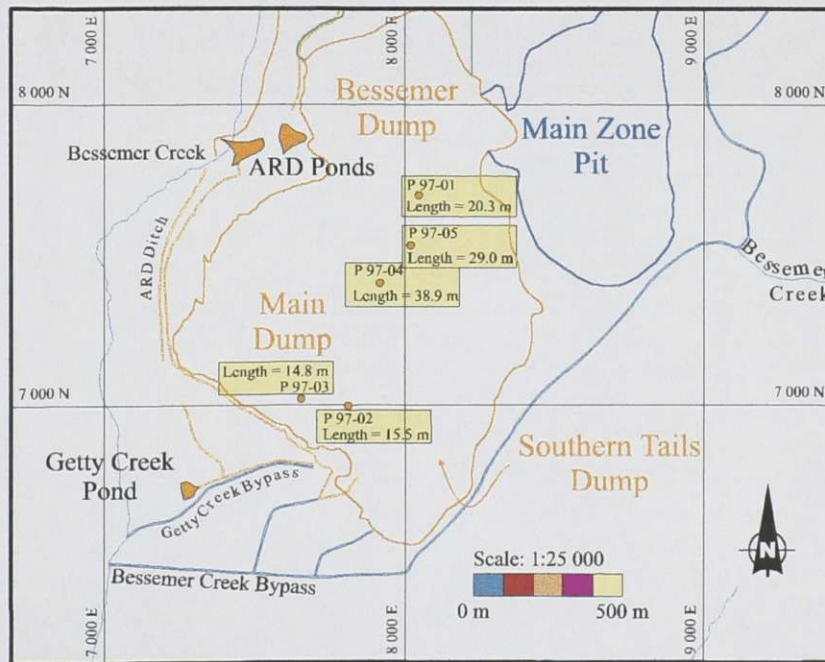 7 000 E
8 000 E
9 000 E
8 000 N
8 000 N
Bessemer
Dump
Main Zone
Pit
Bessemer Creek
ARD Ponds
P 97-01
Length = 20.3 m
P 97-05
Length = 29.0 m
P 97-04
Length = 38.9 m
ARD Ditch
Bessemer
Creek
Main
Dump
Length = 14.8 m
P 97-03
7 000 N
7 000 N
P 97-02
Length = 15.5 m
Getty Creek
Pond
Getty Creek Bypass
Southern Tails
Dump
Bessemer Creek Bypass
Scale: 1:25 000
0 m
500 m
N
7 000 E
8 000 E
9 000 E